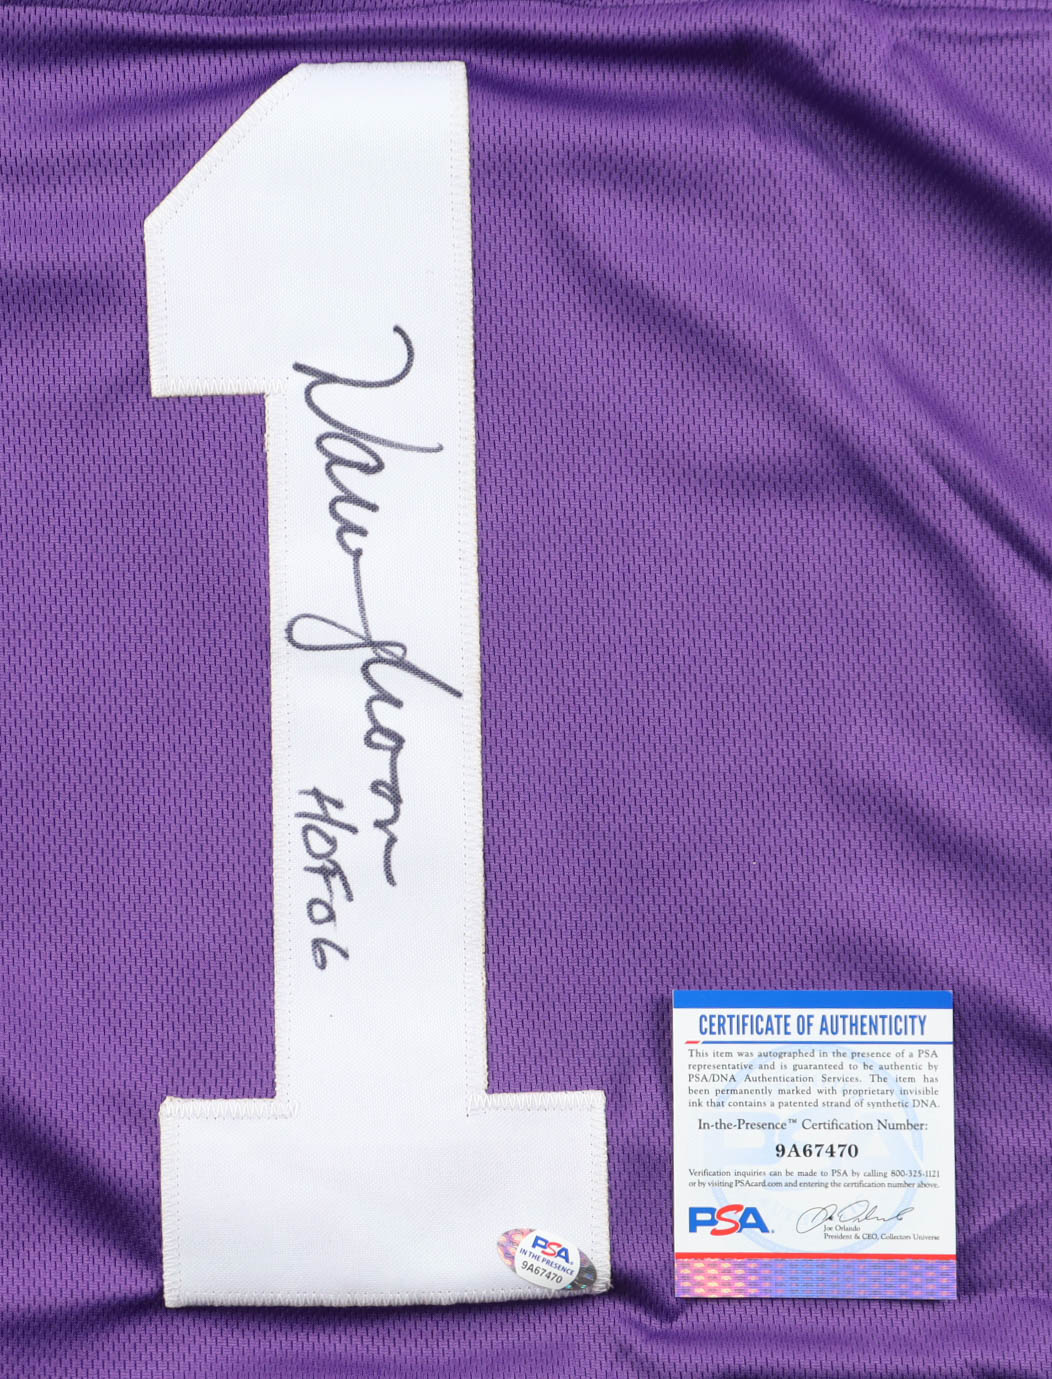 1
Warren Moon
HOF 06
CERTIFICATE OF AUTHENTICITY
This item was autographed in the presence of a PSA
representative and is guaranteed to be authentic by
PSA/DNA Authentication Services. The item has
been permanently marked with proprietary invisible
ink that contains a patented strand of synthetic DNA.
In-the-Presence™ Certification Number:
9A67470
Verification inquiries can be made to PSA by calling 800-325-1121
or by visiting PSAcard.com and entering the certification number above.
PSA
Joe Orlando
President & CEO, Collectors Universe
PSA
IN THE PRESENCE
9A67470